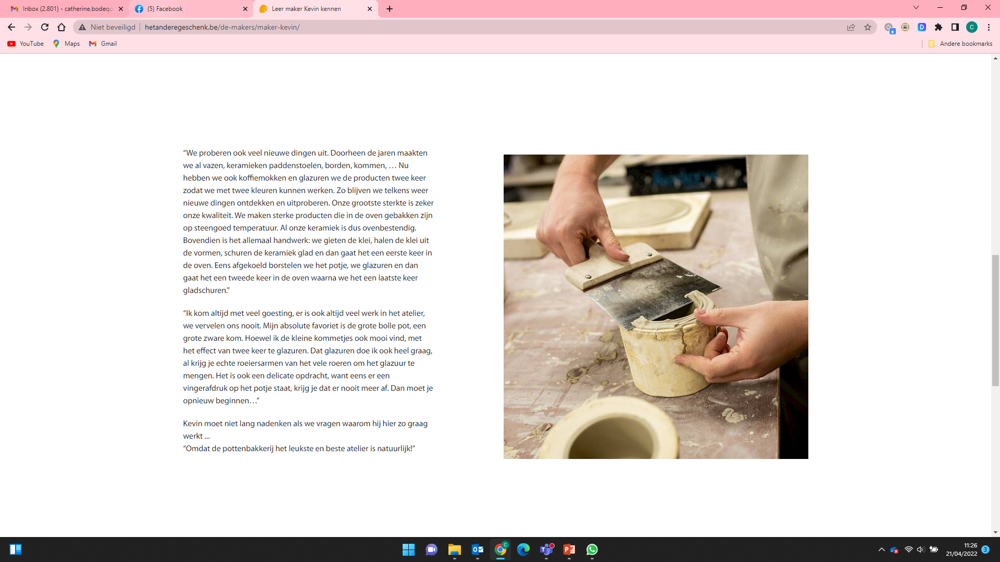 Inbox (2.801) - catherine.bodequ
(5) Facebook
Leer maker Kevin kennen
Niet beveiligd
hetanderegeschenk.be/de-makers/maker-kevin/
C
YouTube
Maps
Gmail
Andere bookmarks
“We proberen ook veel nieuwe dingen uit. Doorheen de jaren maakten
we al vazen, keramieken paddenstoelen, borden, kommen, … Nu
hebben we ook koffiemokken en glazuren we de producten twee keer
zodat we met twee kleuren kunnen werken. Zo blijven we telkens weer
nieuwe dingen ontdekken en uitproberen. Onze grootste sterkte is zeker
onze kwaliteit. We maken sterke producten die in de oven gebakken zijn
op steengoed temperatuur. Al onze keramiek is dus ovenbestendig.
Bovendien is het allemaal handwerk: we gieten de klei, halen de klei uit
de vormen, schuren de keramiek glad en dan gaat het een eerste keer in
de oven. Eens afgekoeld borstelen we het potje, we glazuren en dan
gaat het een tweede keer in de oven waarna we het een laatste keer
gladschuren.”
“Ik kom altijd met veel goesting, er is ook altijd veel werk in het atelier,
we vervelen ons nooit. Mijn absolute favoriet is de grote bolle pot, een
grote zware kom. Hoewel ik de kleine kommetjes ook mooi vind, met
het effect van twee keer te glazuren. Dat glazuren doe ik ook heel graag,
al krijg je echte roeiersarmen van het vele roeren om het glazuur te
mengen. Het is ook een delicate opdracht, want eens er een
vingerafdruk op het potje staat, krijg je dat er nooit meer af. Dan moet je
opnieuw beginnen…”
Kevin moet niet lang nadenken als we vragen waarom hij hier zo graag
werkt ...
“Omdat de pottenbakkerij het leukste en beste atelier is natuurlijk!”
11:26
21/04/2022
3